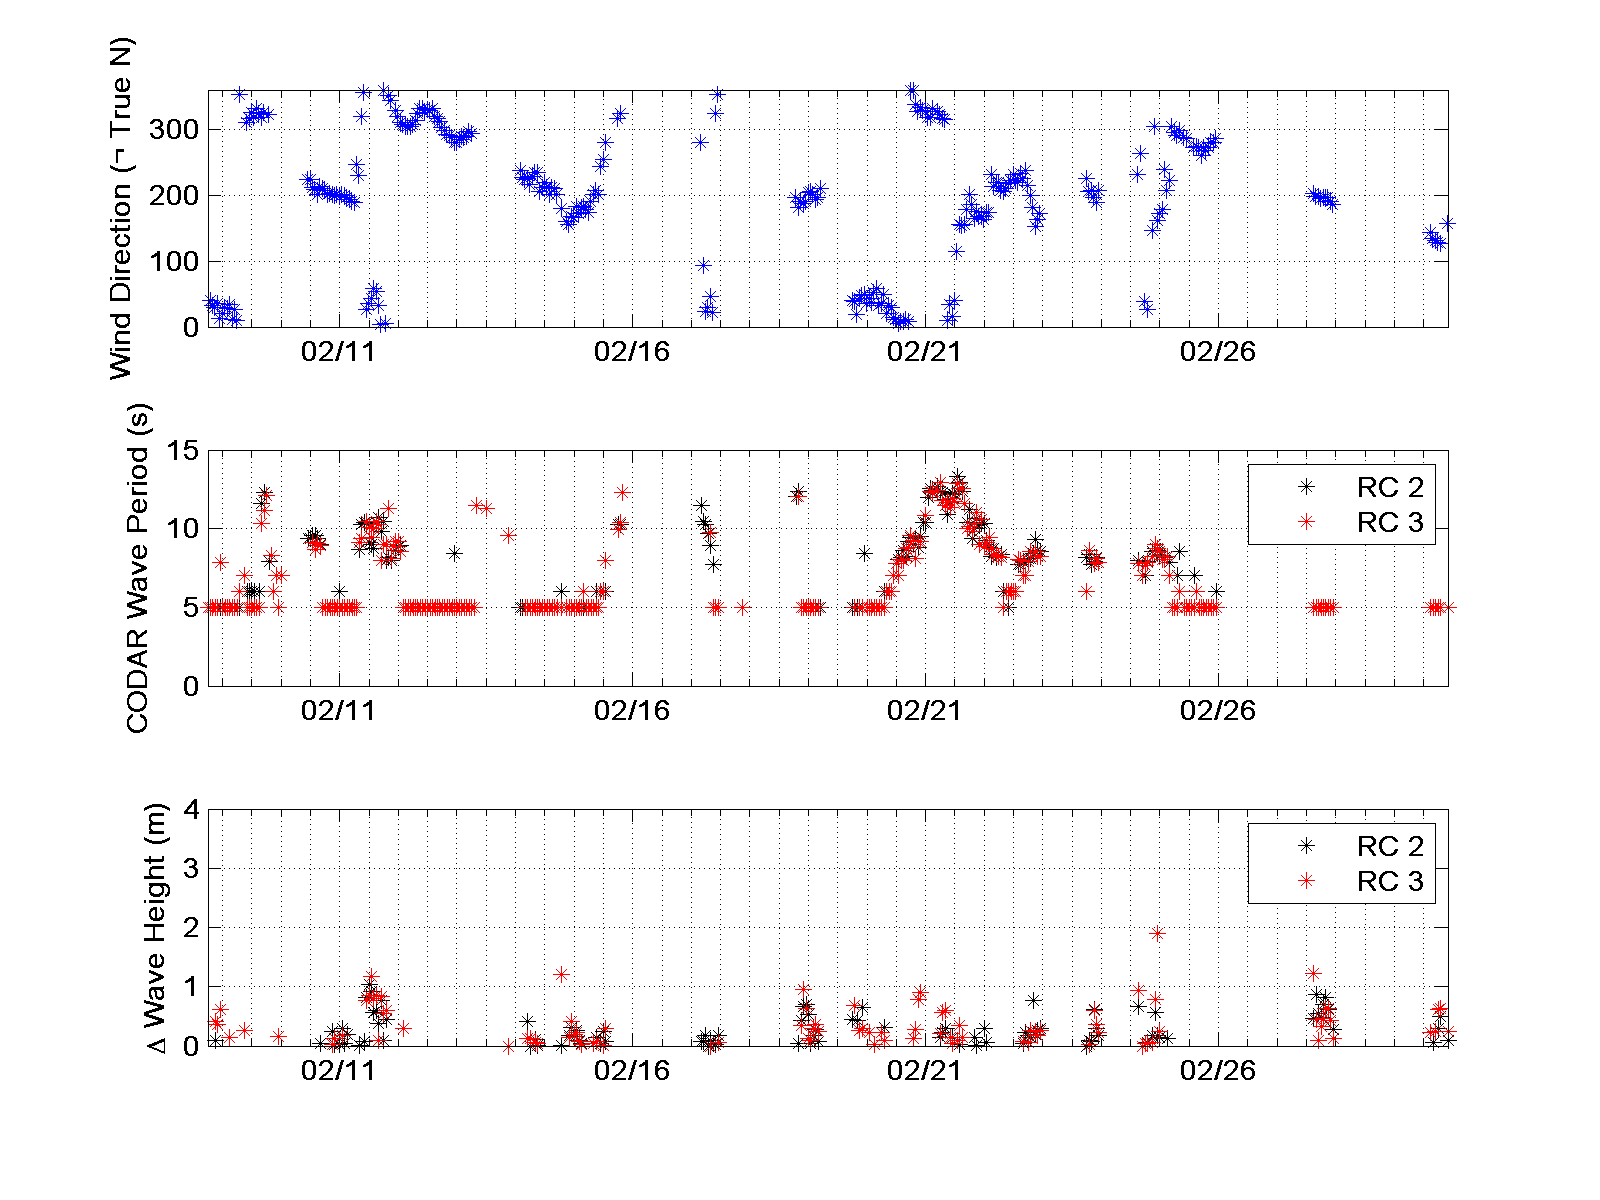 Wind Direction (¬ True N)
300
200
100
0
02/11 02/16 02/21 02/26
CODAR Wave Period (s)
15
10
5
0
RC 2
RC 3
02/11 02/16 02/21 02/26
Δ Wave Height (m)
4
3
2
1
0
RC 2
RC 3
02/11 02/16 02/21 02/26